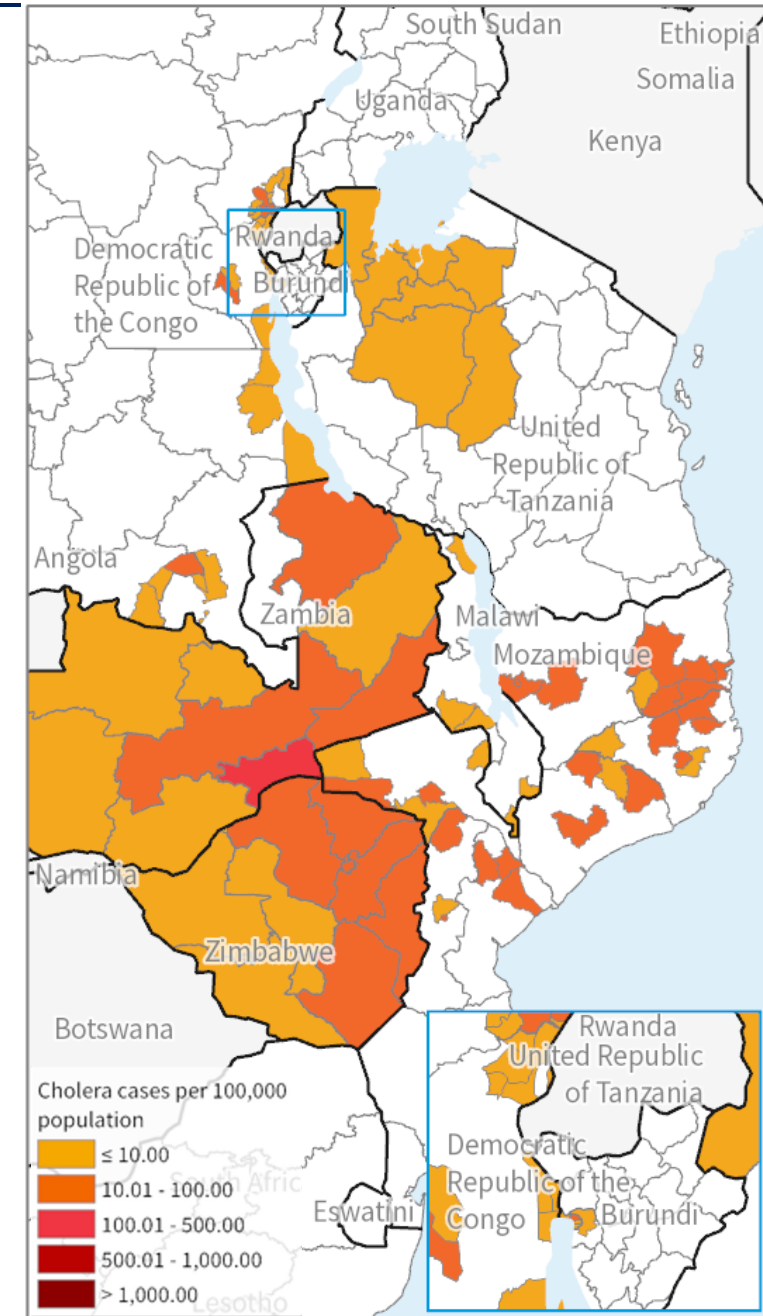 South Sudan
Ethiopia
Somalia
Uganda
Kenya
Rwanda
Democratic
Republic of
the Congo
Burundi
United
Republic of
Tanzania
Angola
Zambia
Malawi
Mozambique
Namibia
Zimbabwe
Botswana
Cholera cases per 100,000
population
≤ 10.00
10.01 - 100.00
100.01 - 500.00
500.01 - 1,000.00
> 1,000.00
South Afric
Eswatini
Lesotho
Rwanda
United Republic
of Tanzania
Democratic
Republic of the
Congo
Burundi